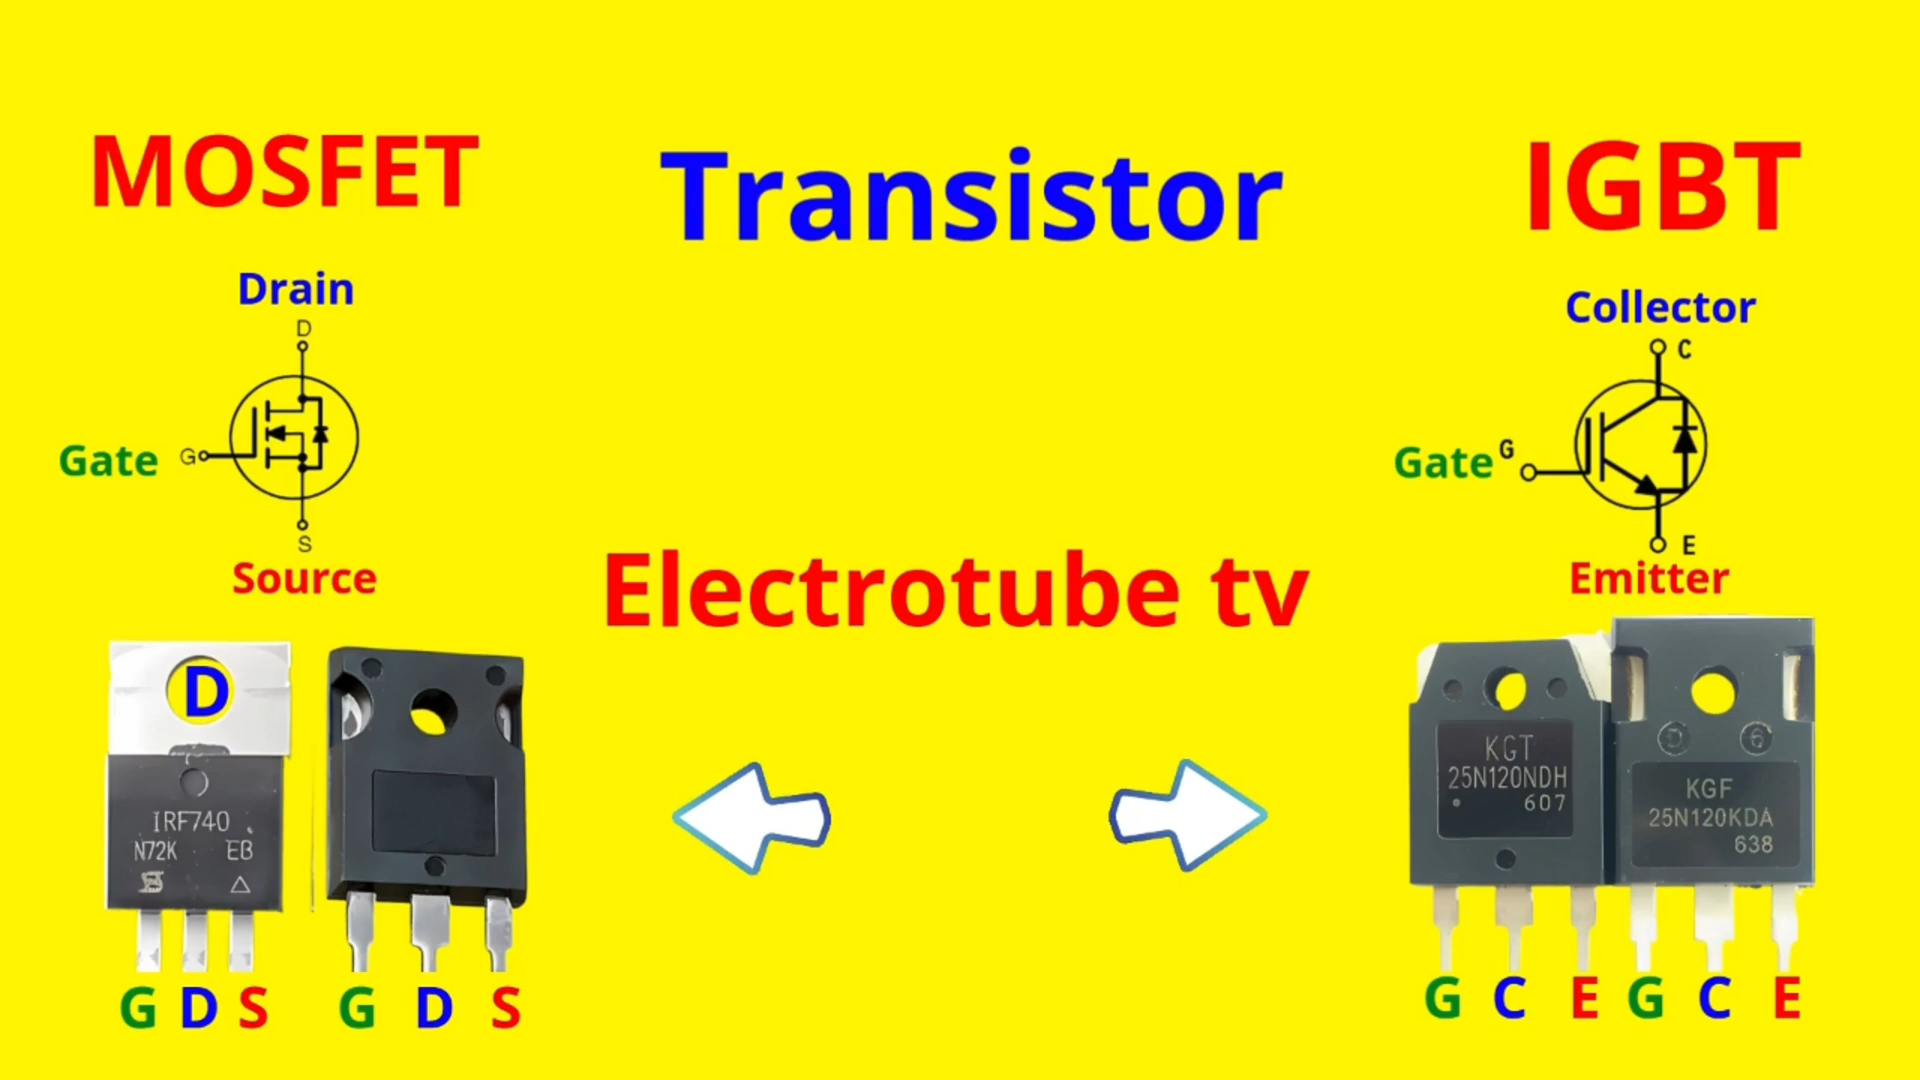 MOSFET
Transistor
IGBT
Drain
D
Gate
G
S
Source
Collector
C
Gate
G
E
Emitter
Electrotube tv
D
IRF740
N72K EB
G D S
G D S
KGT
25N120NDH
607
D 6
KGF
25N120KDA
638
G C E
G C E